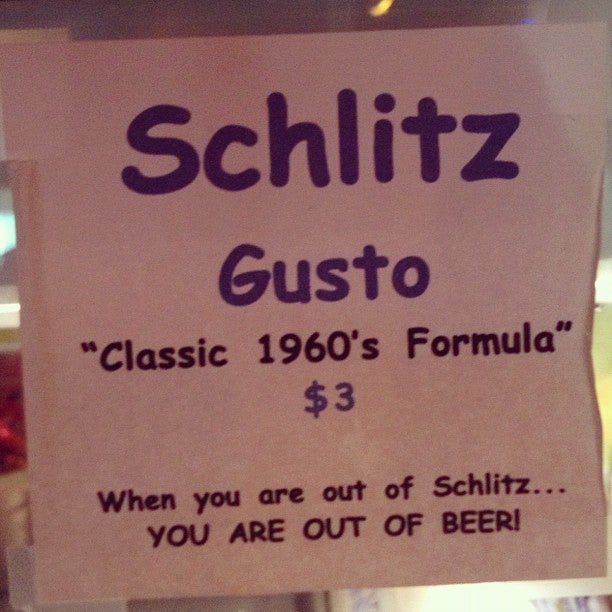 Schlitz
Gusto
"Classic 1960's Formula"
$3
When you are out of Schlitz...
YOU ARE OUT OF BEER!